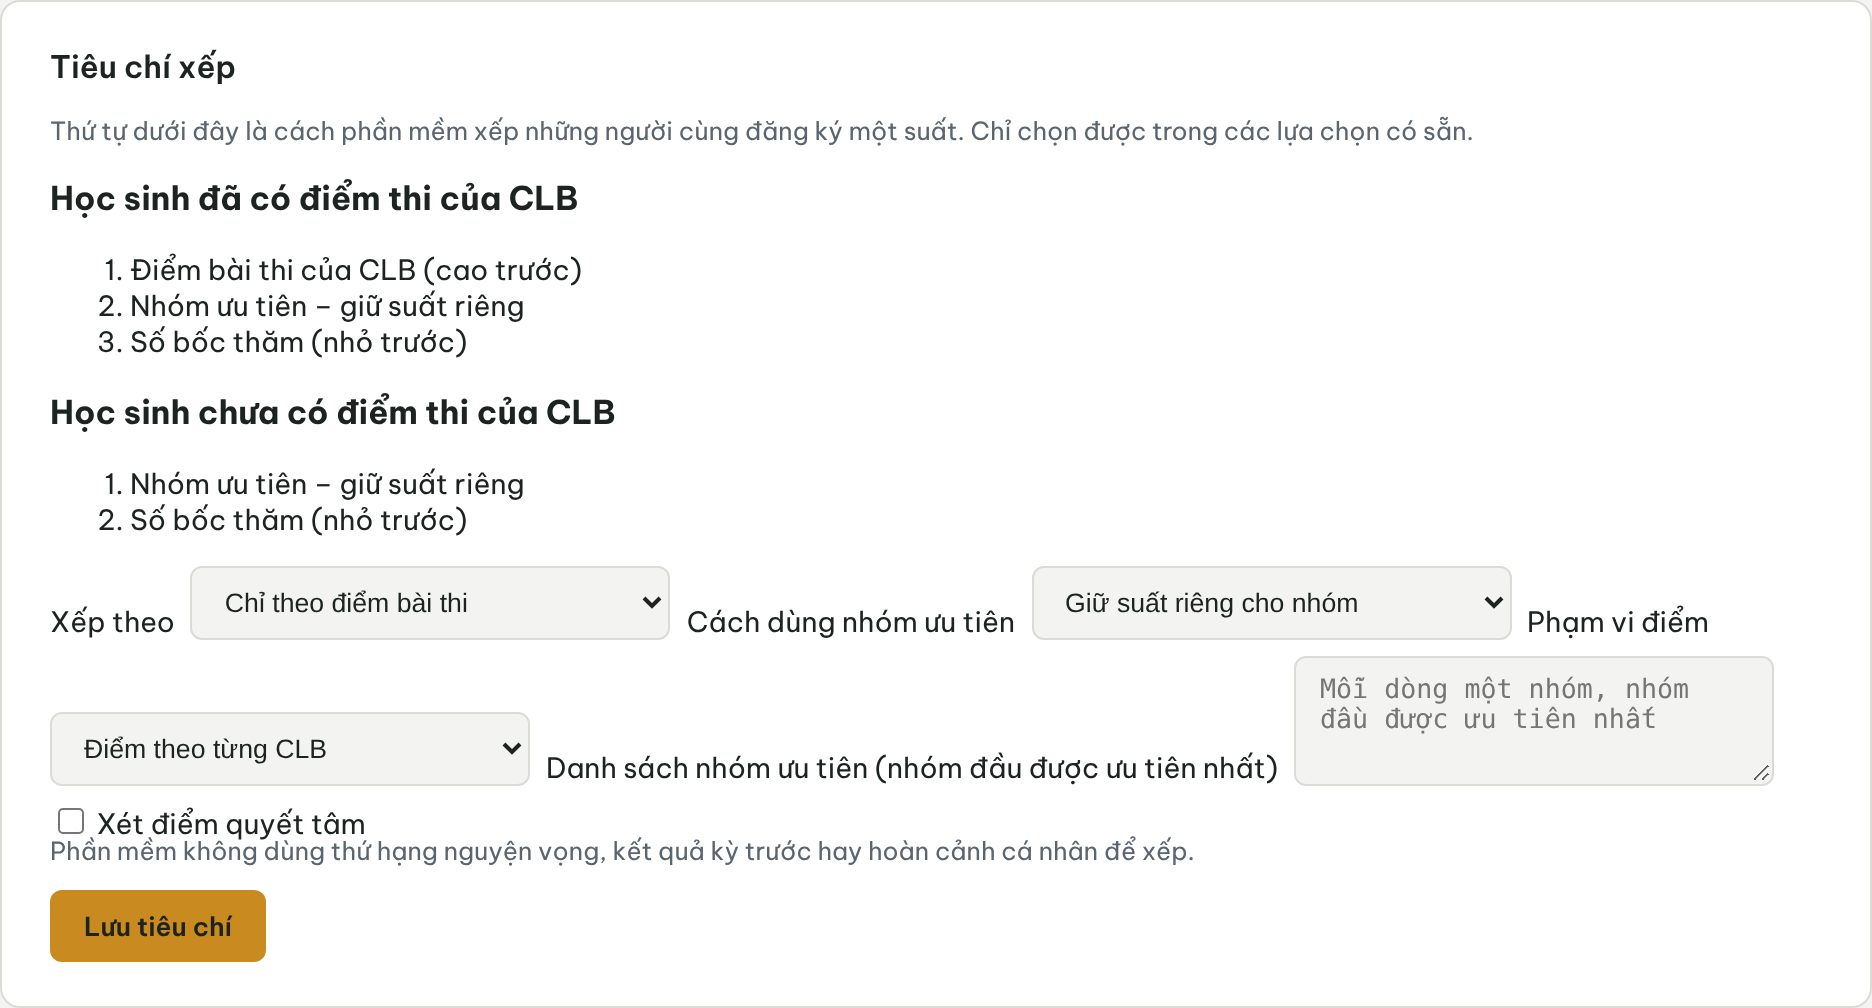 Tiêu chí xếp
Thứ tự dưới đây là cách phần mềm xếp những người cùng đăng ký một suất. Chỉ chọn được trong các lựa chọn có sẵn.
Học sinh đã có điểm thi của CLB
1. Điểm bài thi của CLB (cao trước)
2. Nhóm ưu tiên – giữ suất riêng
3. Số bốc thăm (nhỏ trước)
Học sinh chưa có điểm thi của CLB
1. Nhóm ưu tiên – giữ suất riêng
2. Số bốc thăm (nhỏ trước)
Xếp theo Chỉ theo điểm bài thi Cách dùng nhóm ưu tiên Giữ suất riêng cho nhóm Phạm vi điểm
Điểm theo từng CLB Danh sách nhóm ưu tiên (nhóm đầu được ưu tiên nhất) Mỗi dòng một nhóm, nhóm
đầu được ưu tiên nhất
Xét điểm quyết tâm
Phần mềm không dùng thứ hạng nguyện vọng, kết quả kỳ trước hay hoàn cảnh cá nhân để xếp.
Lưu tiêu chí